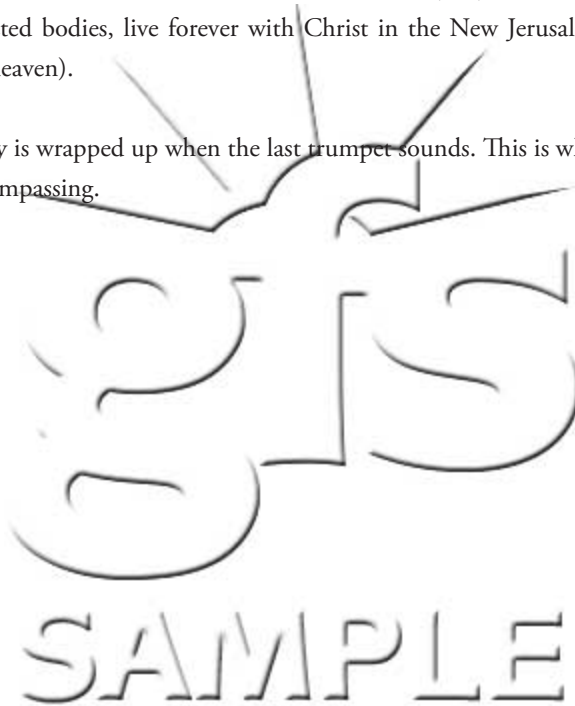 ted bodies, live forever with Christ in the New Jerusal
eaven).
y is wrapped up when the last trumpet sounds. This is w
mpassing.
gfs
SAMPLE